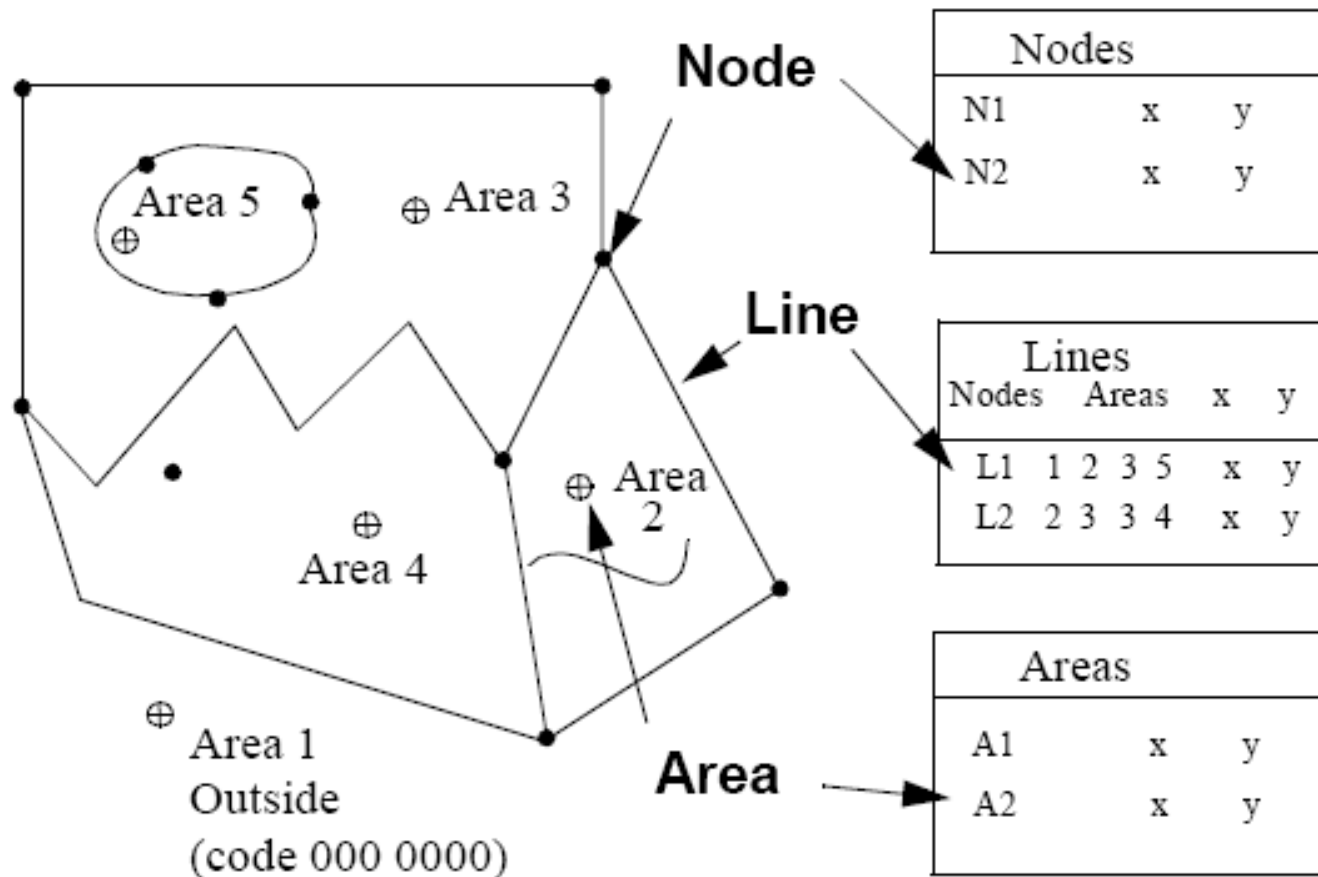 Node
Area 5
Area 3
Line
Area
2
Area 4
Area 1
Outside
(code 000 0000)
Area
Nodes
N1 x y
N2 x y
Lines
Nodes Areas x y
L1 1 2 3 5 x y
L2 2 3 3 4 x y
Areas
A1 x y
A2 x y